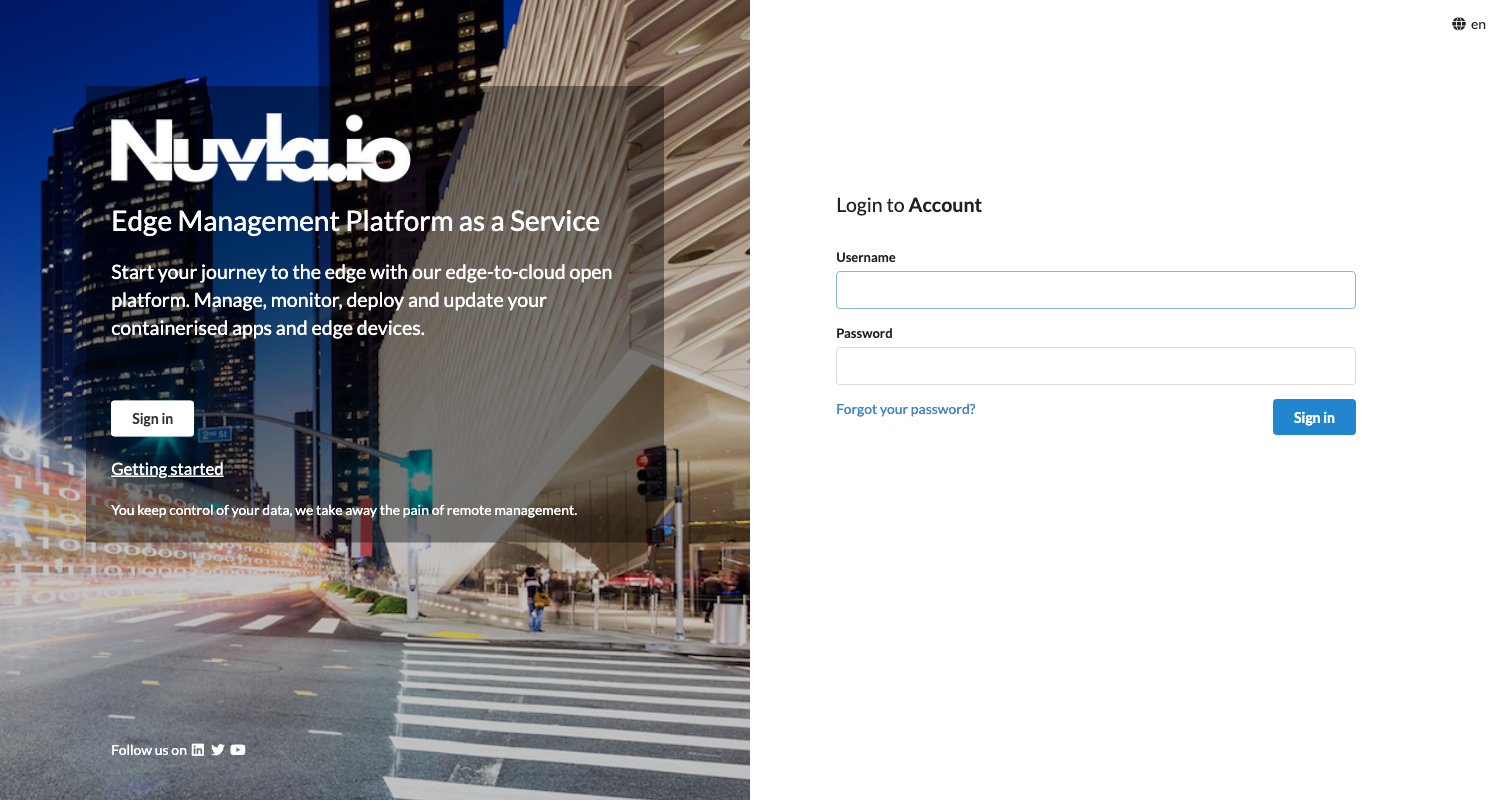 Nuvla.io
Edge Management Platform as a Service
Start your journey to the edge with our edge-to-cloud open
platform. Manage, monitor, deploy and update your
containerised apps and edge devices.
Sign in
2nd St
Getting started
You keep control of your data, we take away the pain of remote management.
Follow us on
en
Login to Account
Username
Password
Forgot your password?
Sign in